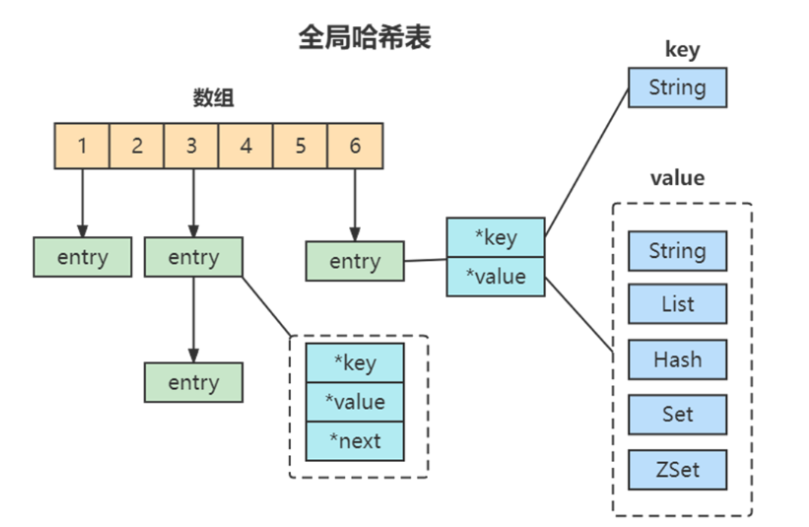 全局哈希表
key
String
数组
1 2 3 4 5 6
value
*key
*value
entry
entry
entry
String
List
Hash
Set
ZSet
entry
*key
*value
*next